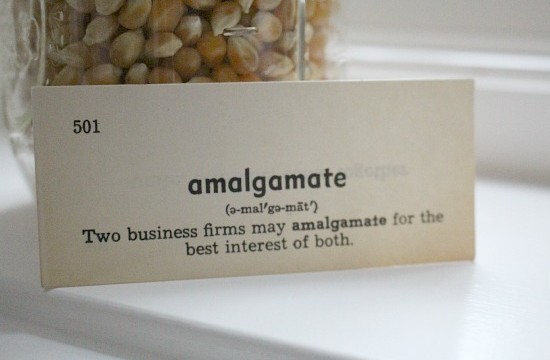 501
amalgamate
(ə-mal′gə-māt′)
Two business firms may amalgamate for the
best interest of both.